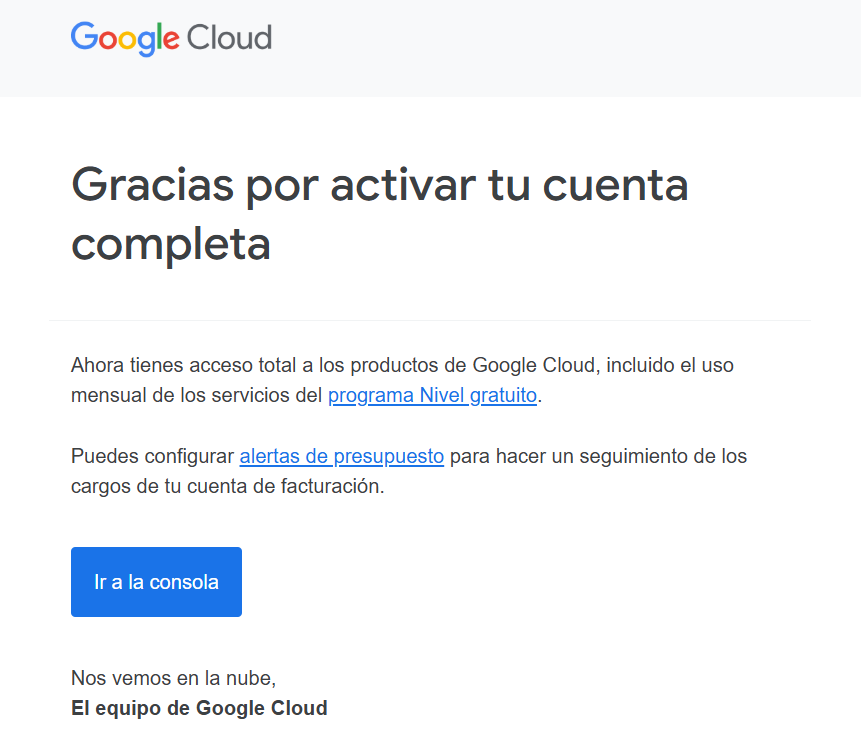 Google Cloud
Gracias por activar tu cuenta
completa
Ahora tienes acceso total a los productos de Google Cloud, incluido el uso
mensual de los servicios del programa Nivel gratuito.
Puedes configurar alertas de presupuesto para hacer un seguimiento de los
cargos de tu cuenta de facturación.
Ir a la consola
Nos vemos en la nube,
El equipo de Google Cloud